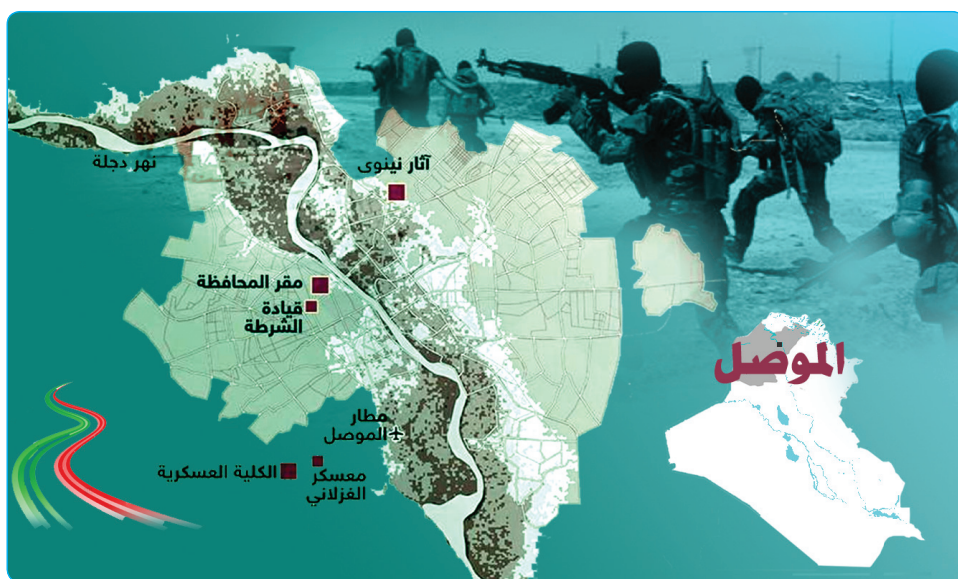 نهر دجلة
آثار نينوى
مقر المحافظة
قيادة
الشرطة
الموصل
مطار
الموصل
الكلية العسكرية
معسكر
الغزلاني